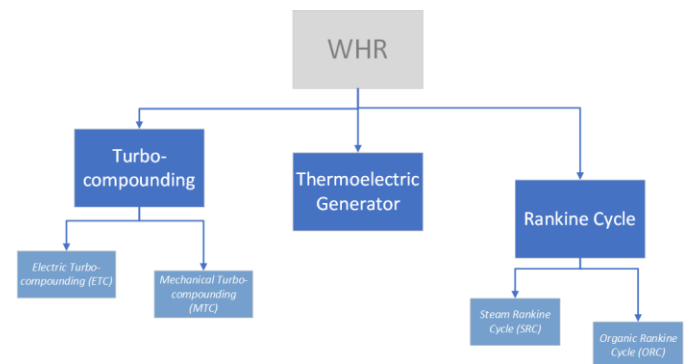 WHR
Turbo-
compounding
Thermoelectric
Generator
Rankine Cycle
Electric Turbo-
compounding (ETC)
Mechanical Turbo-
compounding
(MTC)
Steam Rankine
Cycle (SRC)
Organic Rankine
Cycle (ORC)